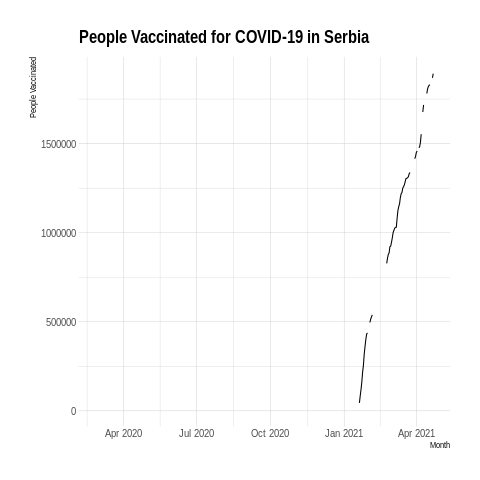 People Vaccinated for COVID-19 in Serbia
People Vaccinated
1500000
1000000
500000
0
Apr 2020 Jul 2020 Oct 2020 Jan 2021 Apr 2021
Month